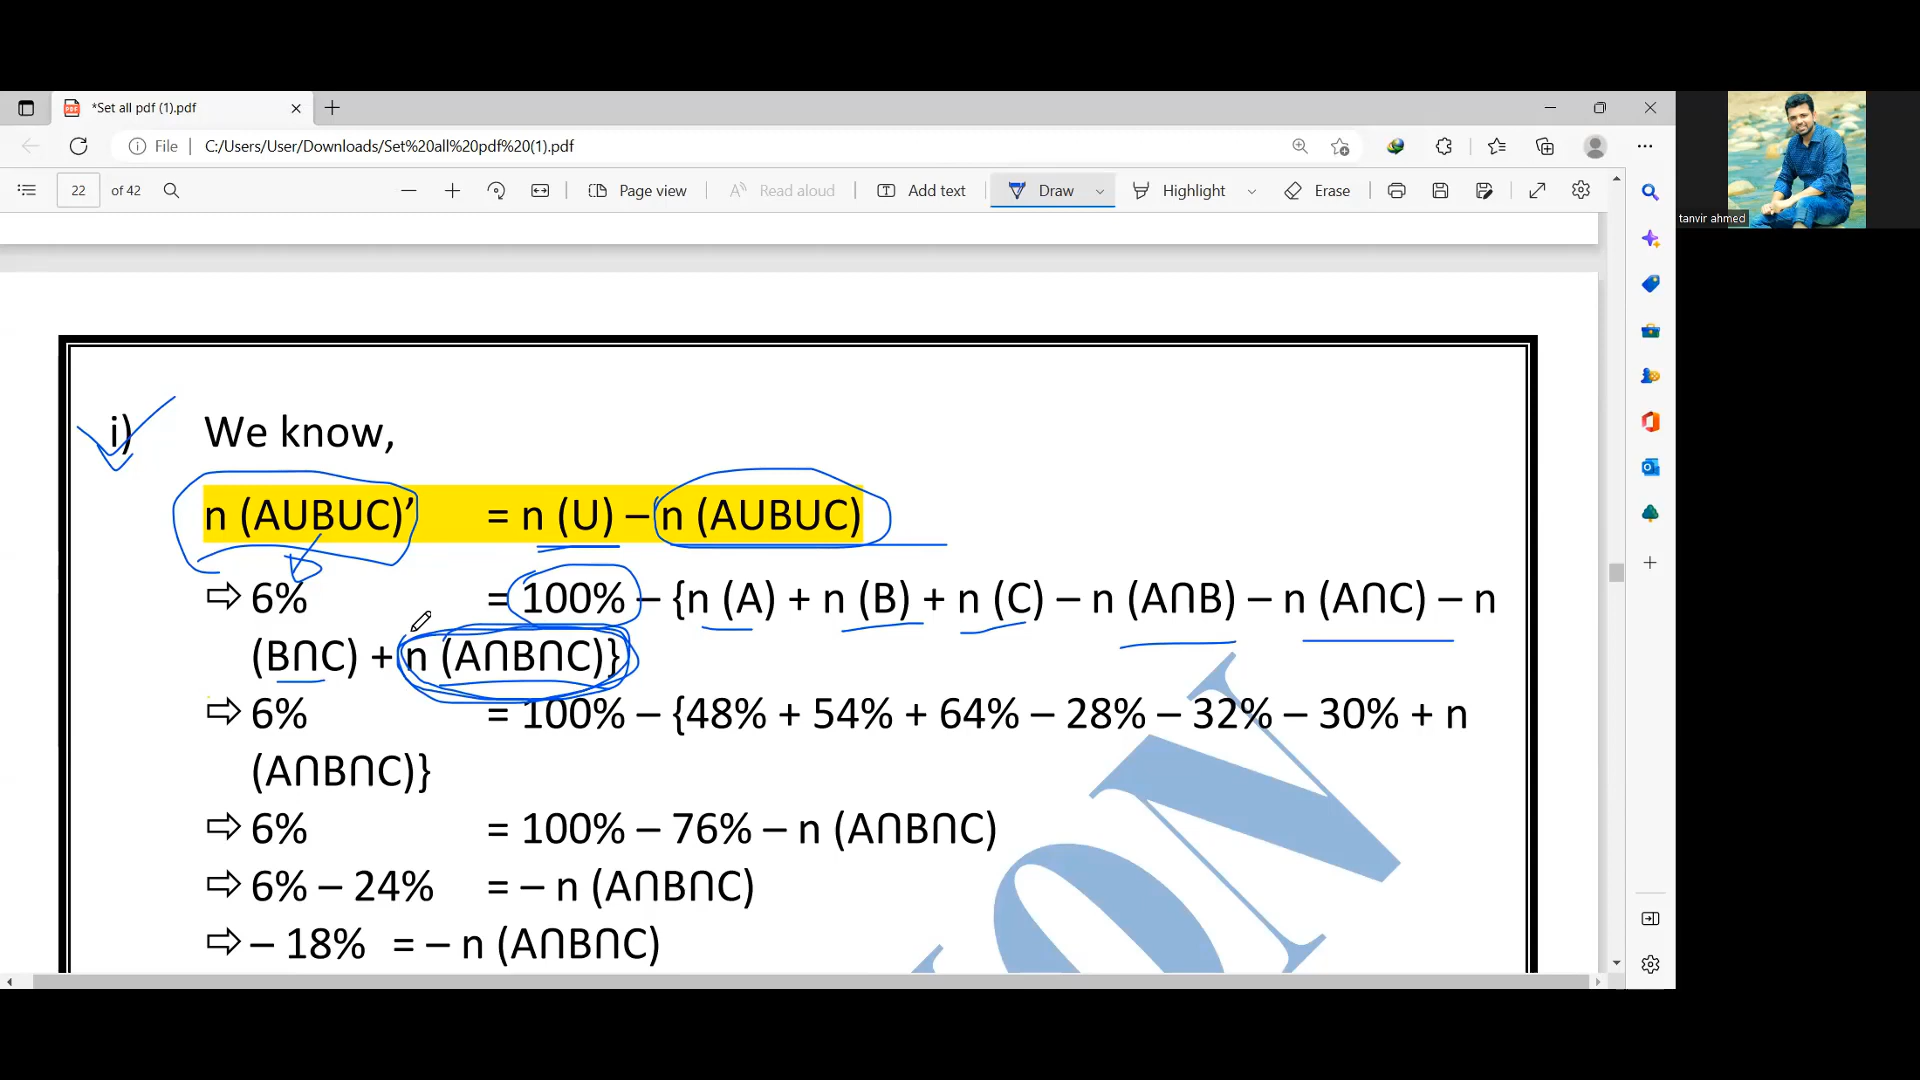 *Set all pdf (1).pdf
File | C:/Users/User/Downloads/Set%20all%20pdf%20(1).pdf
22 of 42 Page view Read aloud Add text Draw Highlight Erase
tanvir ahmed
i) We know,
n (AUBUC)’ = n (U) – n (AUBUC)
⇨ 6% = 100% – {n (A) + n (B) + n (C) – n (A∩B) – n (A∩C) – n
(B∩C) + n (A∩B∩C)}
⇨ 6% = 100% – {48% + 54% + 64% – 28% – 32% – 30% + n
(A∩B∩C)}
⇨ 6% = 100% – 76% – n (A∩B∩C)
⇨ 6% – 24% = – n (A∩B∩C)
⇨ – 18% = – n (A∩B∩C)
ON